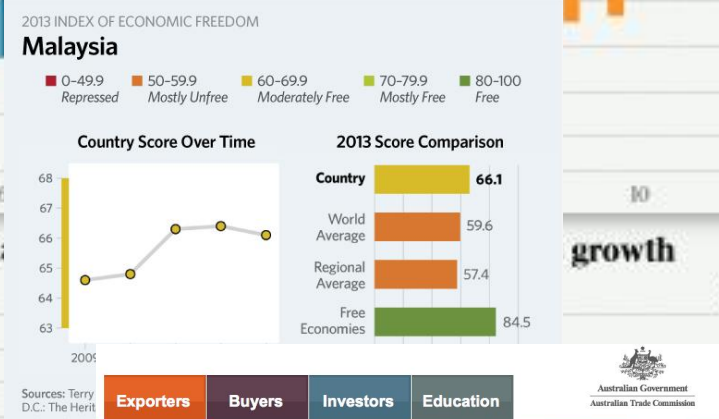 2013 INDEX OF ECONOMIC FREEDOM
Malaysia
0-49.9 50-59.9 60-69.9 70-79.9 80-100
Repressed Mostly Unfree Moderately Free Mostly Free Free
Country Score Over Time
68
67
66
65
64
63
2009
2013 Score Comparison
Country 66.1
World Average 59.6
Regional Average 57.4
Free Economies 84.5
10
growth
Sources: Terry
D.C.: The Herit
Exporters Buyers Investors Education
Australian Government
Australian Trade Commission